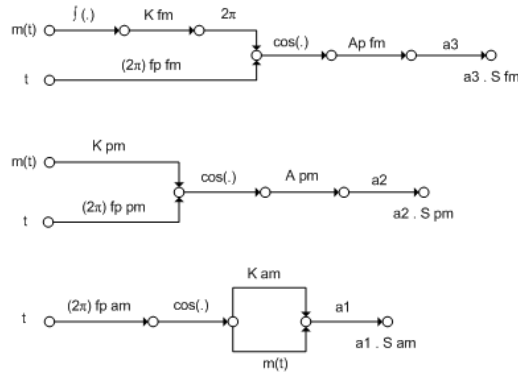 ∫ (.) K fm 2π
m(t)
cos(.) Ap fm a3
(2π) fp fm
t
a3 . S fm
K pm
m(t)
cos(.) A pm a2
(2π) fp pm
t
a2 . S pm
K am
(2π) fp am cos(.) a1
t
a1 . S am
m(t)